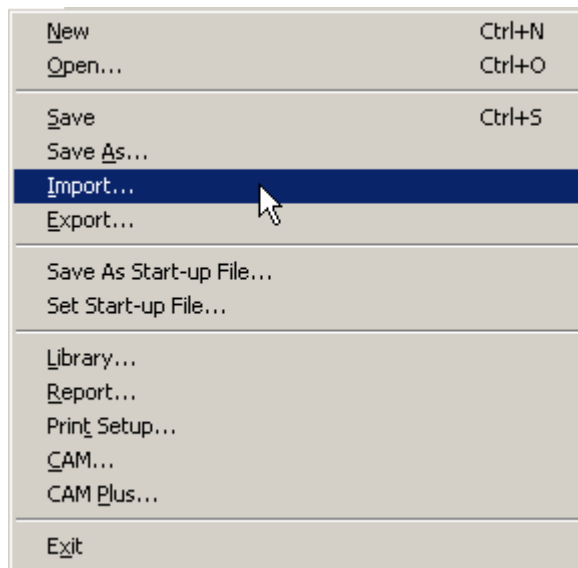 New Ctrl+N
Open... Ctrl+O
Save Ctrl+S
Save As...
Import...
Export...
Save As Start-up File...
Set Start-up File...
Library...
Report...
Print Setup...
CAM...
CAM Plus...
Exit